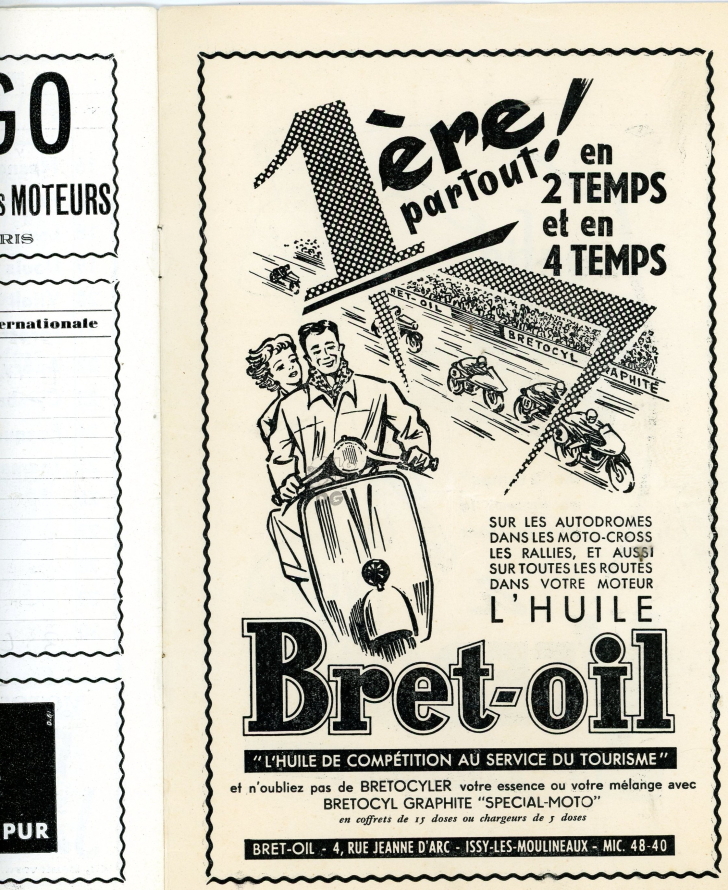 GO
s MOTEURS
RIS
ernationale
PUR
1ère!
partout
en
2 TEMPS
et en
4 TEMPS
RET-OIL
BRETOCYL
APHITE
SUR LES AUTODROMES
DANS LES MOTO-CROSS
LES RALLIES, ET AUSSI
SUR TOUTES LES ROUTES
DANS VOTRE MOTEUR
L'HUILE
Bret-oil
"L'HUILE DE COMPÉTITION AU SERVICE DU TOURISME"
et n'oubliez pas de BRETOCYLER votre essence ou votre mélange avec
BRETOCYL GRAPHITE "SPECIAL-MOTO"
en coffrets de 15 doses ou chargeurs de 5 doses
BRET-OIL - 4, RUE JEANNE D'ARC - ISSY-LES-MOULINEAUX - MIC. 48-40